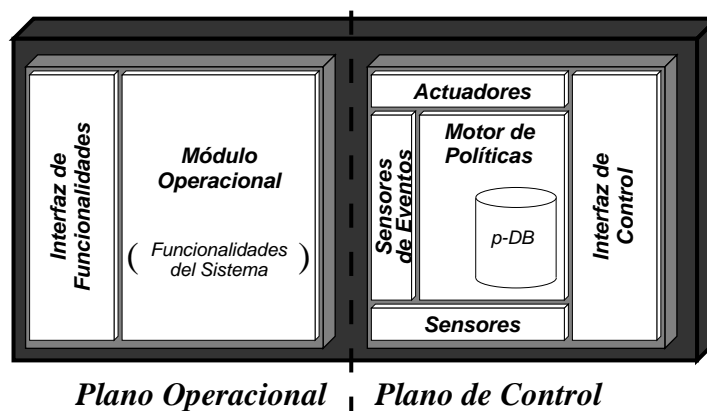 Interfaz de
Funcionalidades
Módulo
Operacional
( Funcionalidades
del Sistema )
Actuadores
Sensores
de Eventos
Motor de
Políticas
p-DB
Interfaz de
Control
Sensores
Plano Operacional
Plano de Control